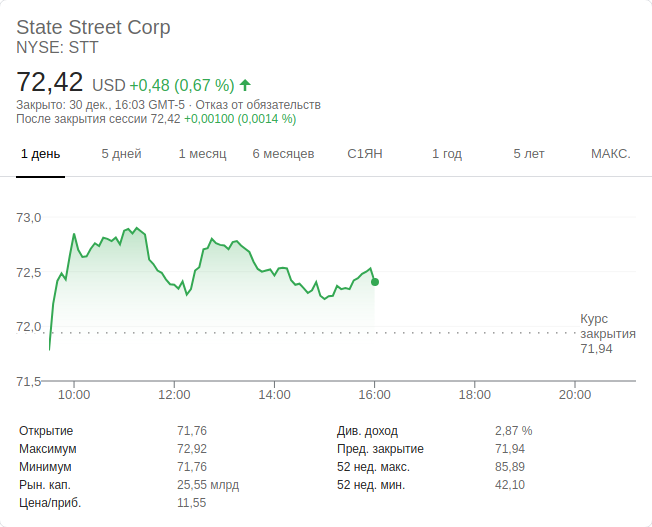 State Street Corp
NYSE: STT
72,42 USD +0,48 (0,67 %)
Закрыто: 30 дек., 16:03 GMT-5 · Отказ от обязательств
После закрытия сессии 72,42 +0,00100 (0,0014 %)
1 день 5 дней 1 месяц 6 месяцев С1ЯН 1 год 5 лет МАКС.
73,0
72,5
72,0
71,5
Курс
закрытия
71,94
10:00 12:00 14:00 16:00 18:00 20:00
Открытие 71,76 Див. доход 2,87 %
Максимум 72,92 Пред. закрытие 71,94
Минимум 71,76 52 нед. макс. 85,89
Рын. кап. 25,55 млрд 52 нед. мин. 42,10
Цена/приб. 11,55